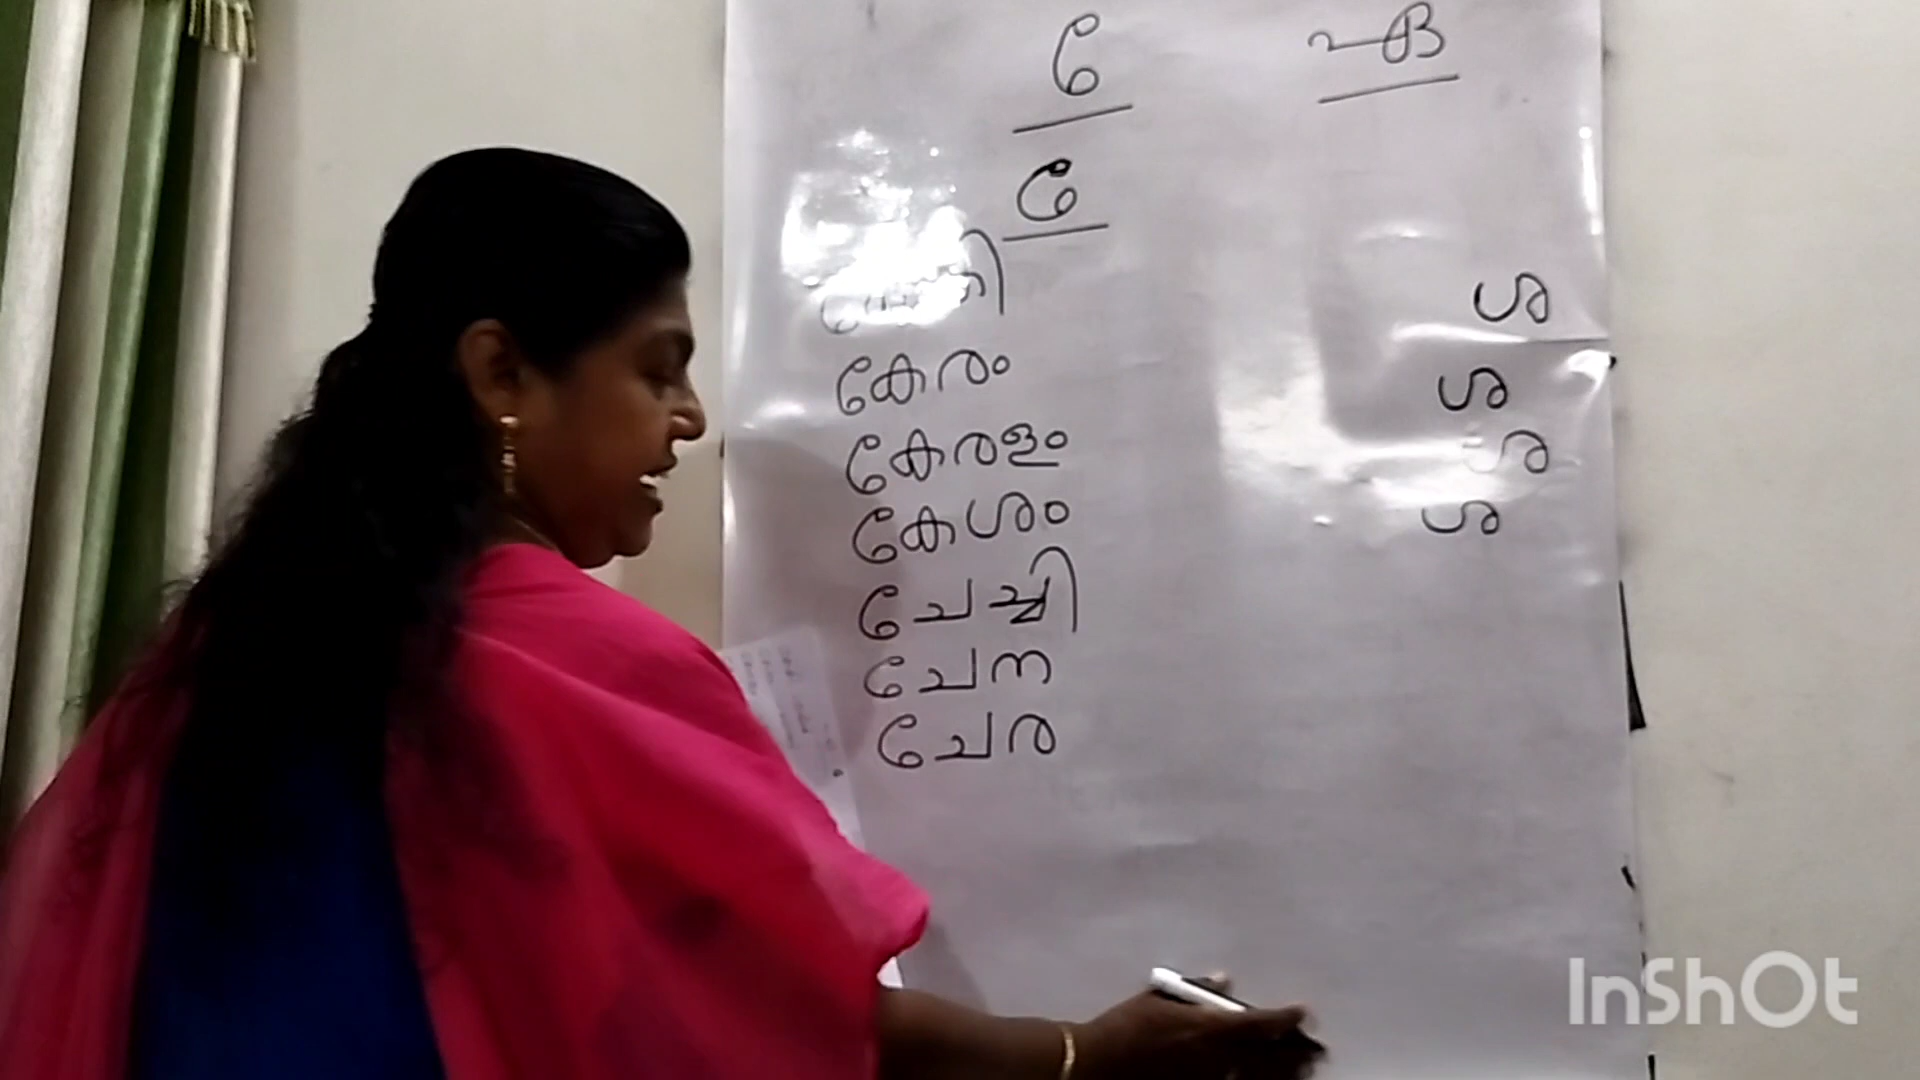 േ ഏ
േ
കേരം
കേരളം
കേശം
ചേച്ചി
ചേന
ചേര
ശ
ശ
ശ
ശ
InShOt